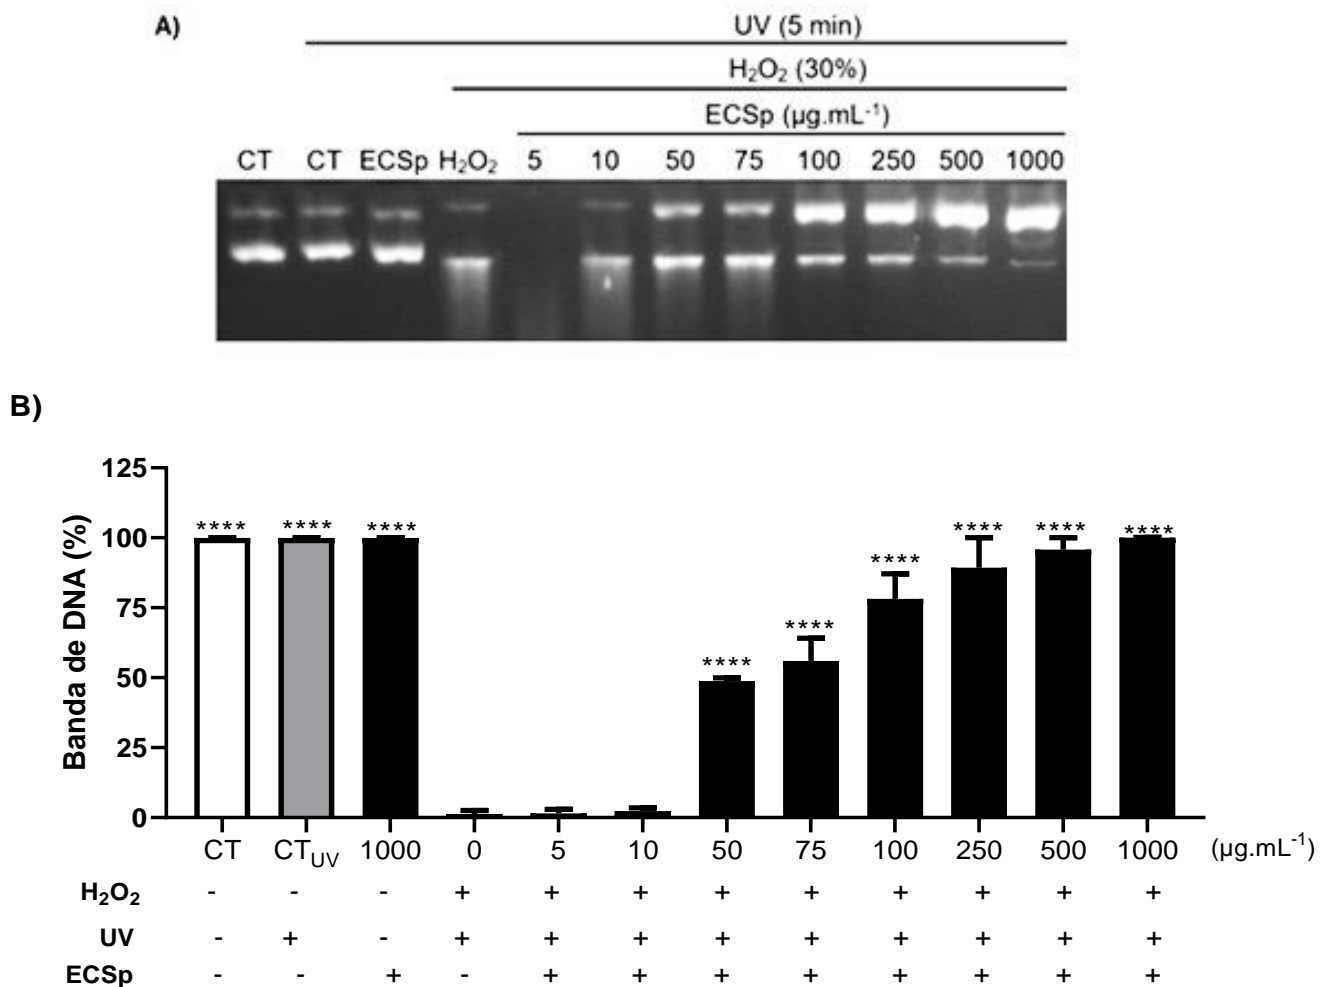 A)
UV (5 min)
H₂O₂ (30%)
ECSp (µg.mL⁻¹)
CT CT ECSp H₂O₂ 5 10 50 75 100 250 500 1000
B)
Banda de DNA (%)
125
100
75
50
25
0
**** **** **** **** **** **** **** **** ****
CT CT_UV 1000 0 5 10 50 75 100 250 500 1000 (µg.mL⁻¹)
H₂O₂ - - - + + + + + + + + +
UV - + - + + + + + + + + +
ECSp - - + - + + + + + + + +